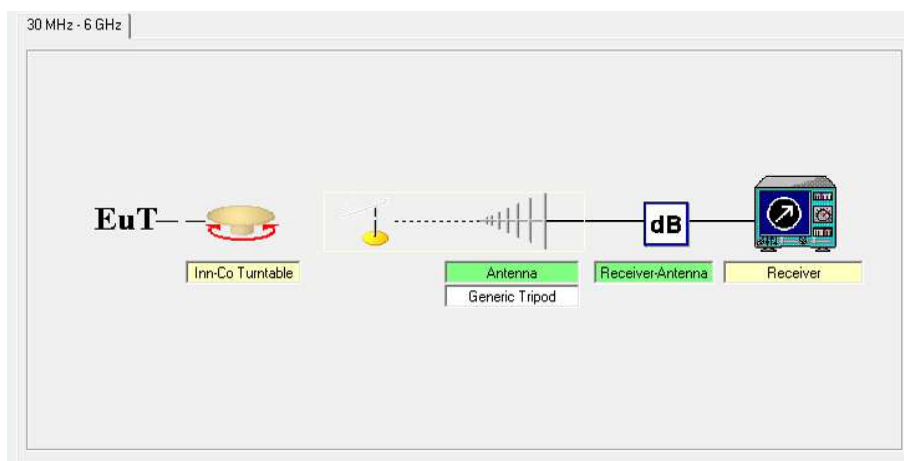 30 MHz - 6 GHz
EuT
dB
Inn-Co Turntable
Antenna
Receiver-Antenna
Receiver
Generic Tripod